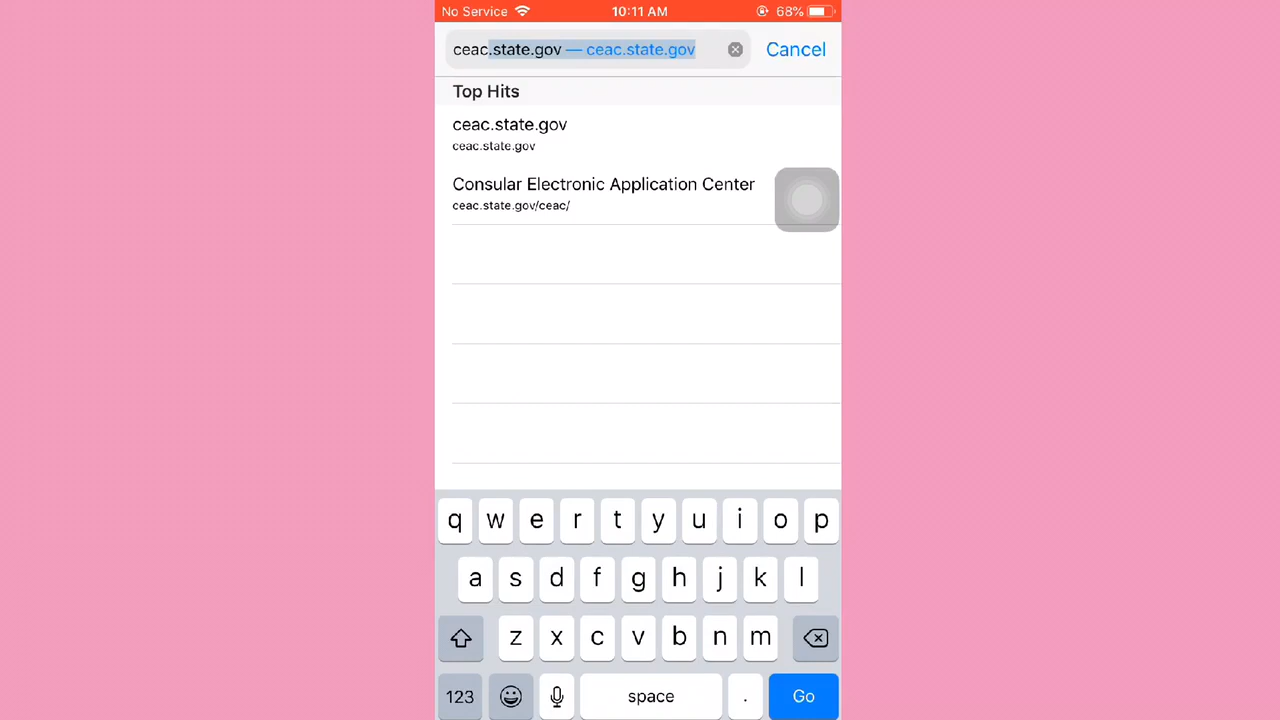 No Service 10:11 AM 68%
ceac.state.gov — ceac.state.gov Cancel
Top Hits
ceac.state.gov
ceac.state.gov
Consular Electronic Application Center
ceac.state.gov/ceac/
q w e r t y u i o p
a s d f g h j k l
z x c v b n m
123 space . Go